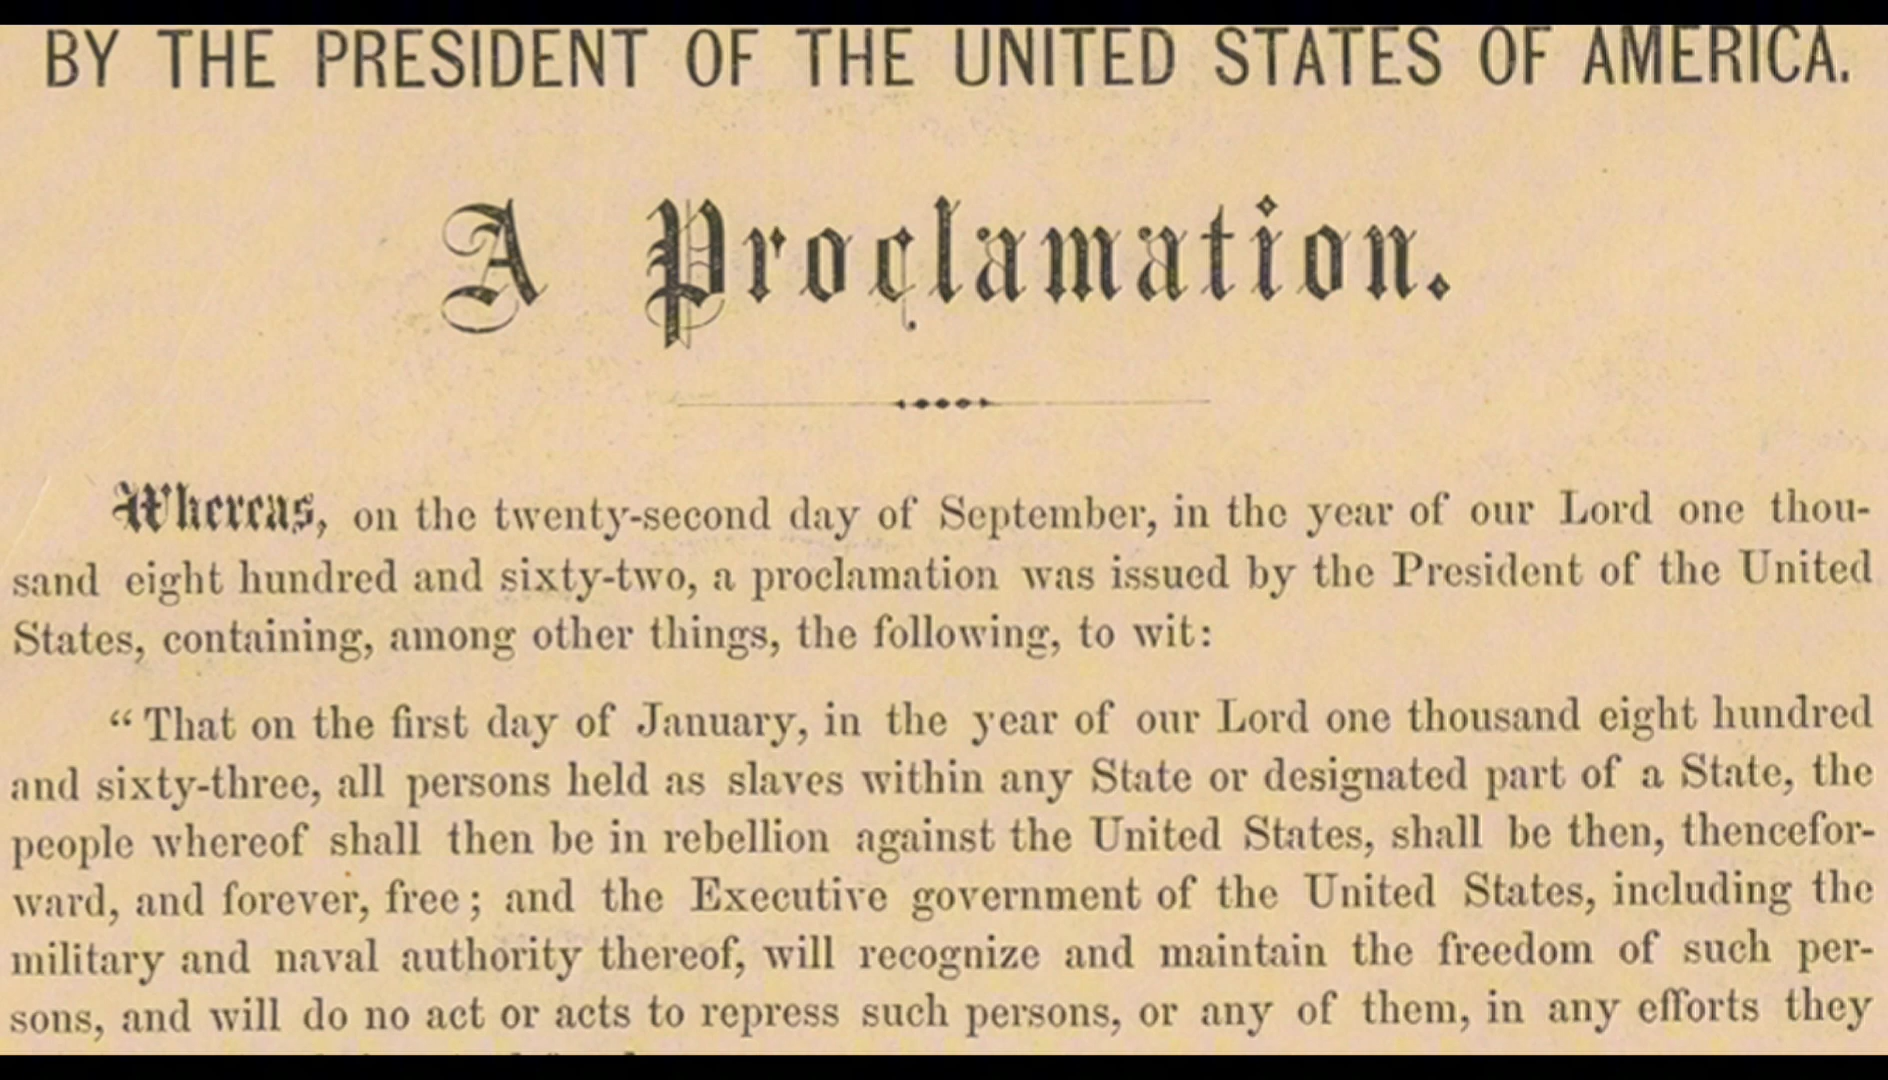 BY THE PRESIDENT OF THE UNITED STATES OF AMERICA.
A Proclamation.
Whereas, on the twenty-second day of September, in the year of our Lord one thou-
sand eight hundred and sixty-two, a proclamation was issued by the President of the United
States, containing, among other things, the following, to wit:
“That on the first day of January, in the year of our Lord one thousand eight hundred
and sixty-three, all persons held as slaves within any State or designated part of a State, the
people whereof shall then be in rebellion against the United States, shall be then, thencefor-
ward, and forever, free; and the Executive government of the United States, including the
military and naval authority thereof, will recognize and maintain the freedom of such per-
sons, and will do no act or acts to repress such persons, or any of them, in any efforts they